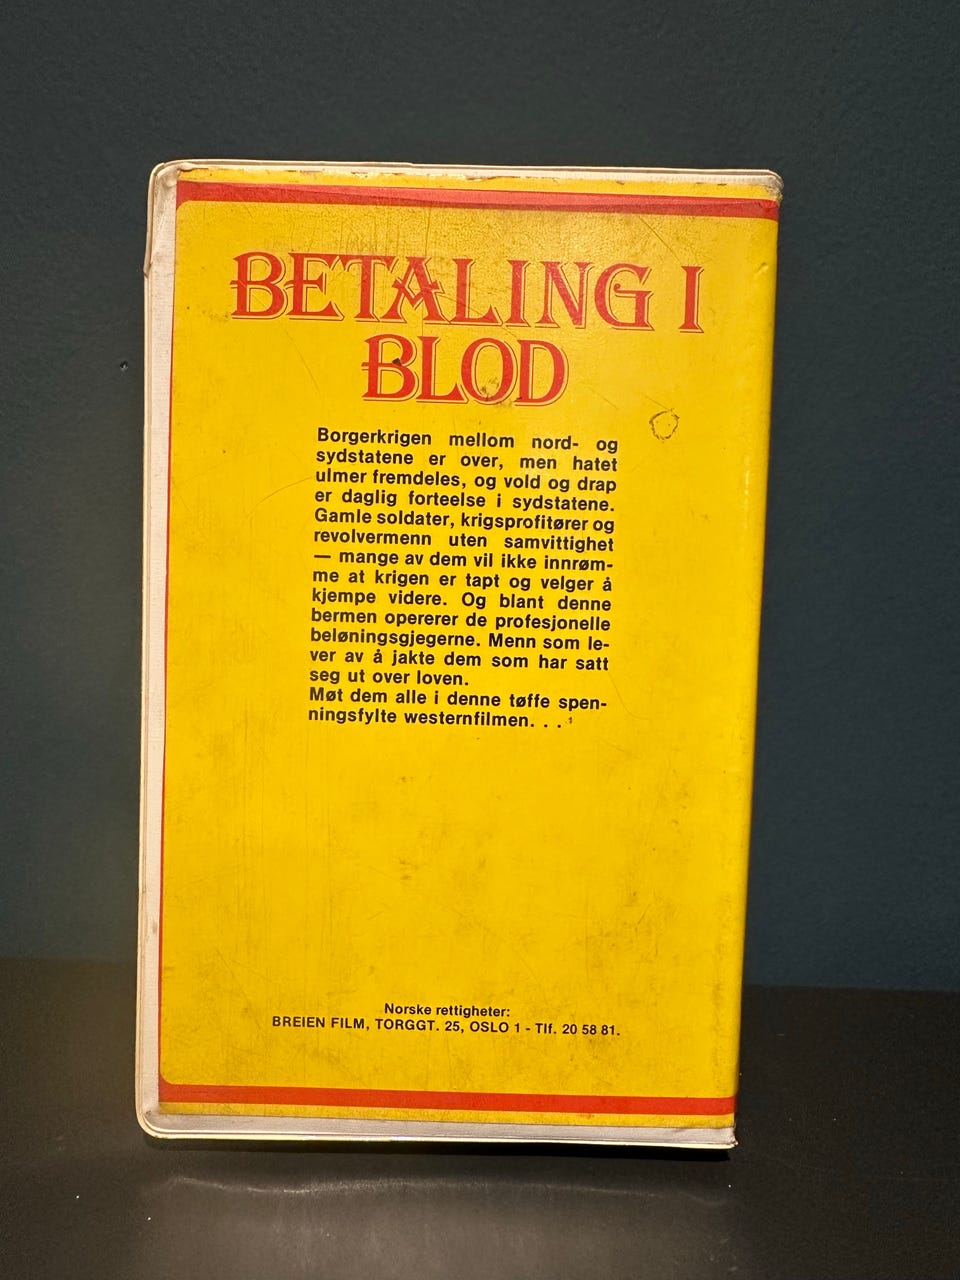 BETALING I
BLOD
Borgerkrigen mellom nord- og
sydstatene er over, men hatet
ulmer fremdeles, og vold og drap
er daglig forteelse i sydstatene.
Gamle soldater, krigsprofitører og
revolvermenn uten samvittighet
— mange av dem vil ikke innrøm-
me at krigen er tapt og velger å
kjempe videre. Og blant denne
bermen opererer de profesjonelle
beløningsgjegerne. Menn som le-
ver av å jakte dem som har satt
seg ut over loven.
Møt dem alle i denne tøffe spen-
ningsfylte westernfilmen. . .
Norske rettigheter:
BREIEN FILM, TORGGT. 25, OSLO 1 - Tlf. 20 58 81.